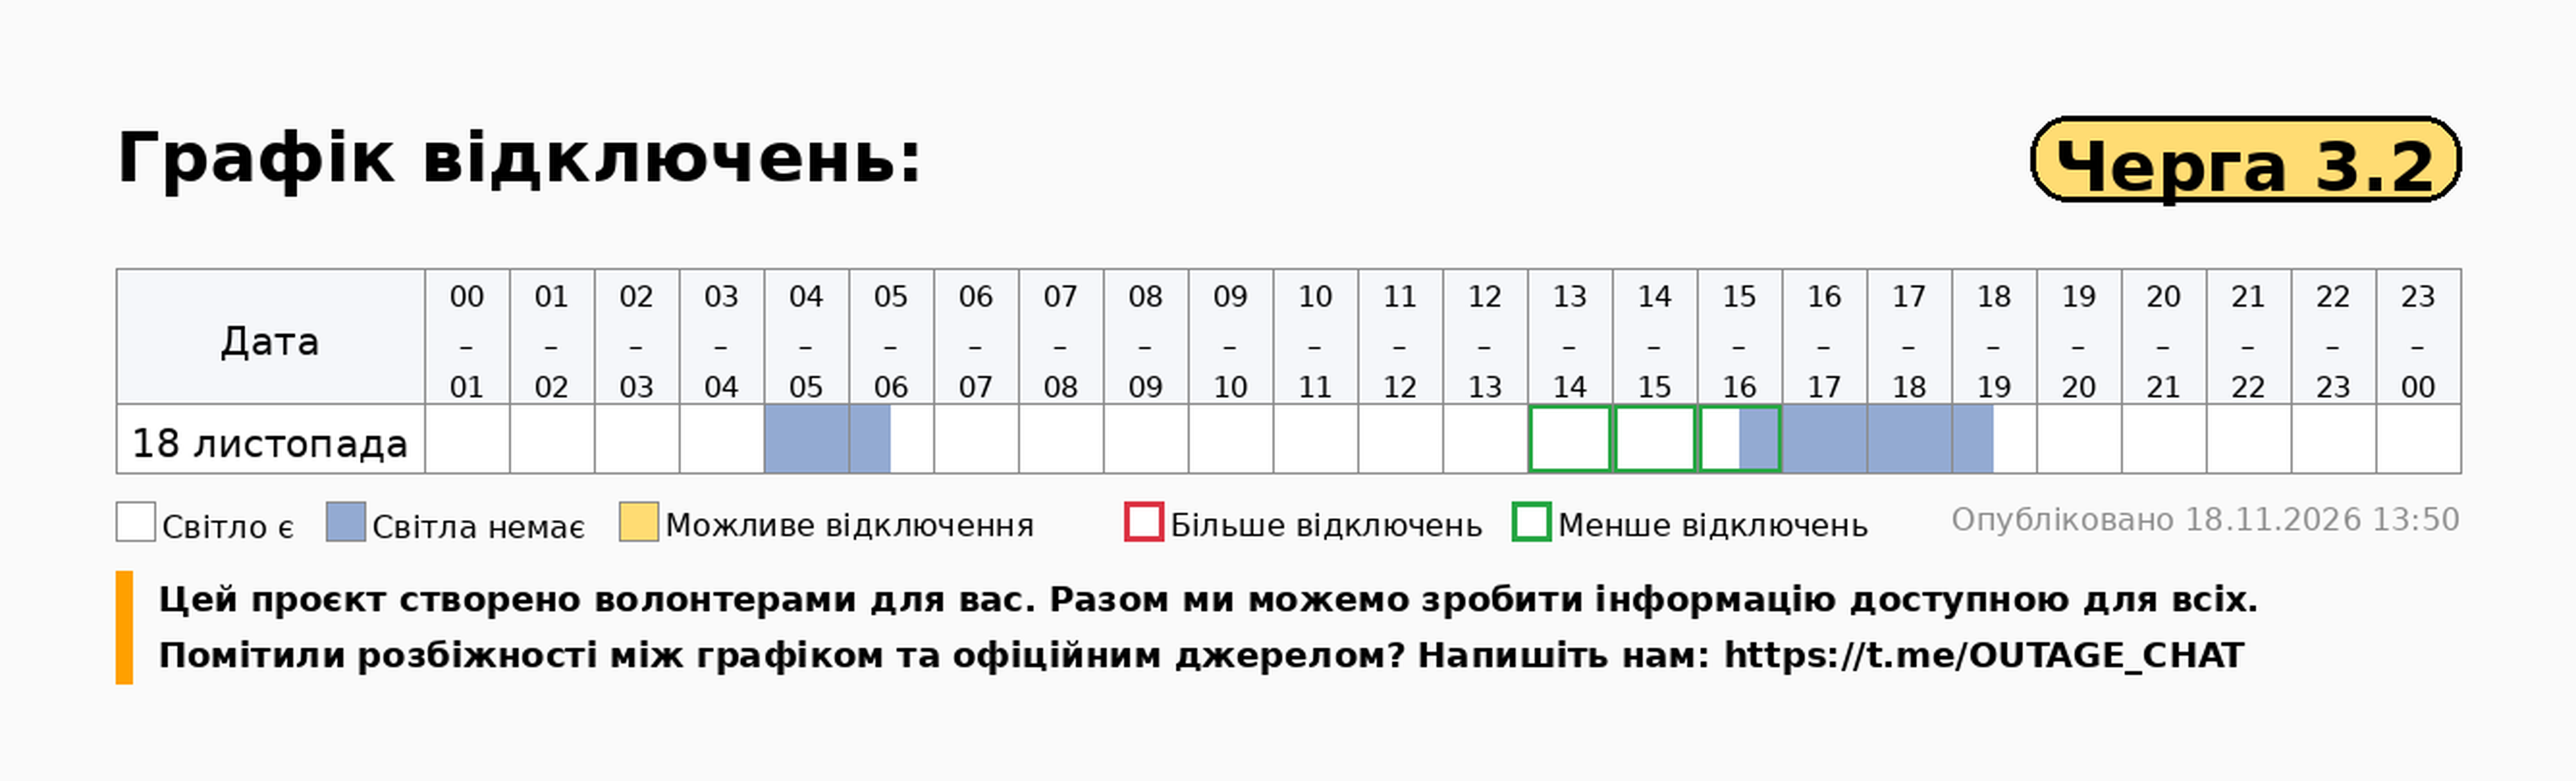 Графік відключень:
Черга 3.2
Дата
00 – 01
01 – 02
02 – 03
03 – 04
04 – 05
05 – 06
06 – 07
07 – 08
08 – 09
09 – 10
10 – 11
11 – 12
12 – 13
13 – 14
14 – 15
15 – 16
16 – 17
17 – 18
18 – 19
19 – 20
20 – 21
21 – 22
22 – 23
23 – 00
18 листопада
Світло є
Світла немає
Можливе відключення
Більше відключень
Менше відключень
Опубліковано 18.11.2026 13:50
Цей проєкт створено волонтерами для вас. Разом ми можемо зробити інформацію доступною для всіх.
Помітили розбіжності між графіком та офіційним джерелом? Напишіть нам: https://t.me/OUTAGE_CHAT